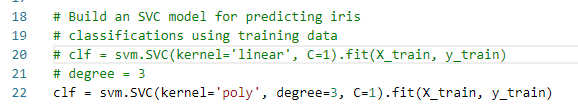 18 # Build an SVC model for predicting iris
19 # classifications using training data
20 # clf = svm.SVC(kernel='linear', C=1).fit(X_train, y_train)
21 # degree = 3
22 clf = svm.SVC(kernel='poly', degree=3, C=1).fit(X_train, y_train)